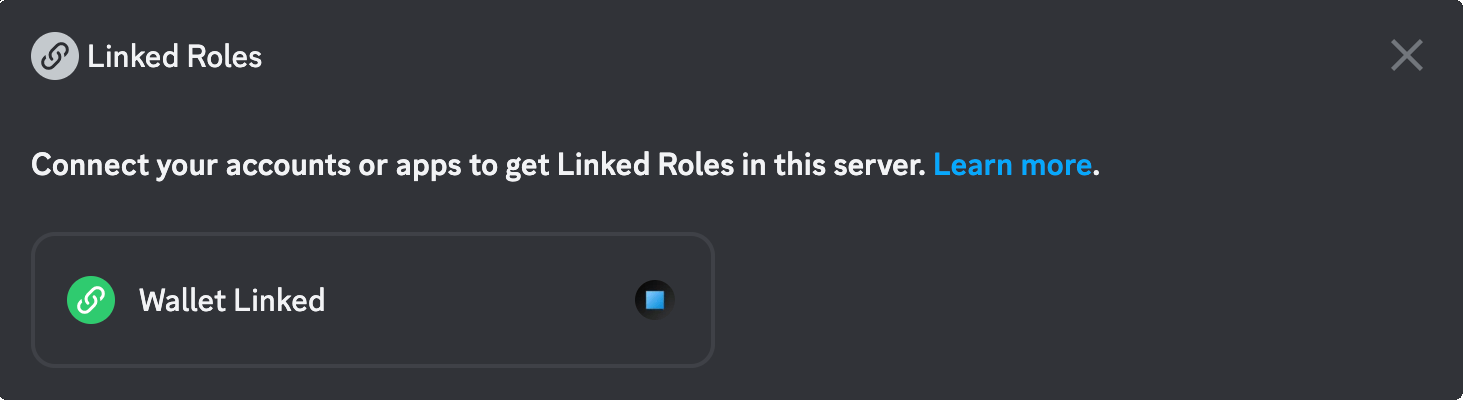 Linked Roles
Connect your accounts or apps to get Linked Roles in this server. Learn more.
Wallet Linked